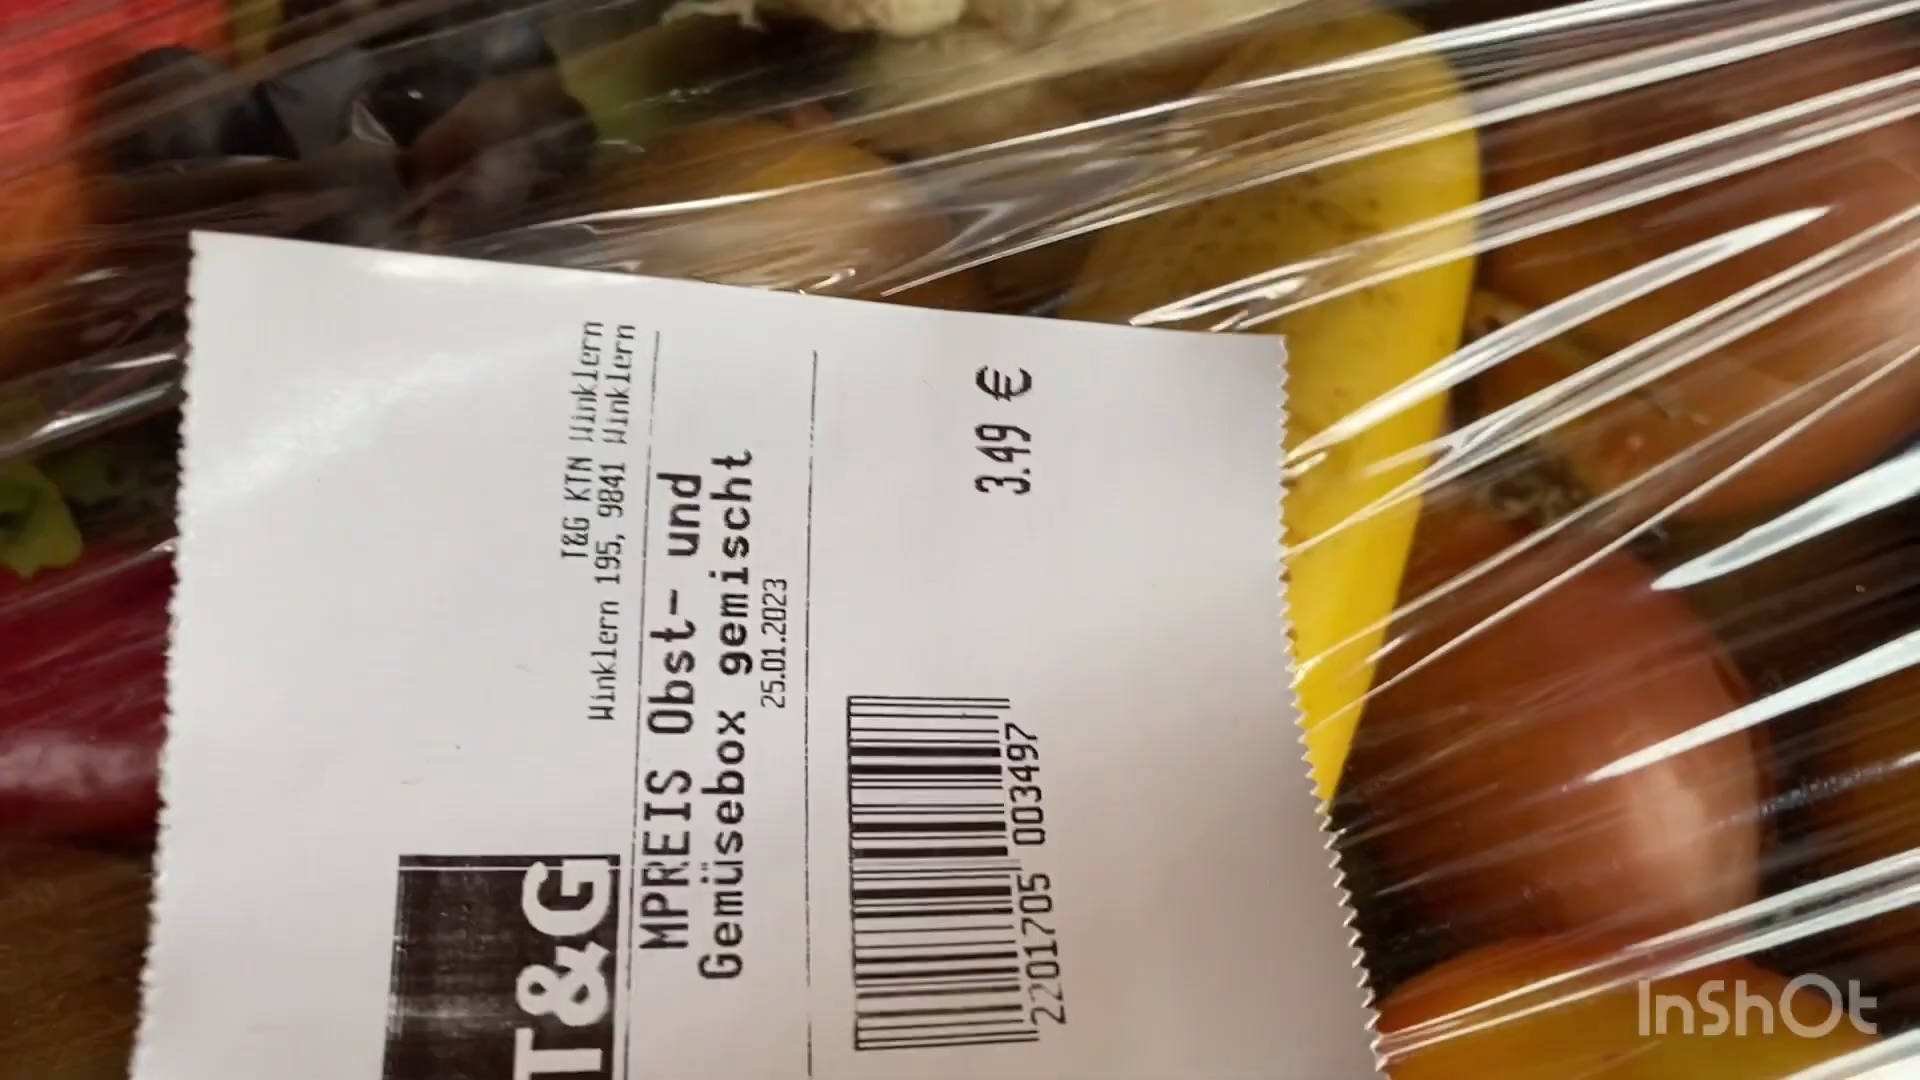 T&G
T&G KTN Winklern
Winklern 195, 9841 Winklern
MPREIS Obst- und
Gemüsebox gemischt
25.01.2023
3.49 €
2201705 003497
InShOt